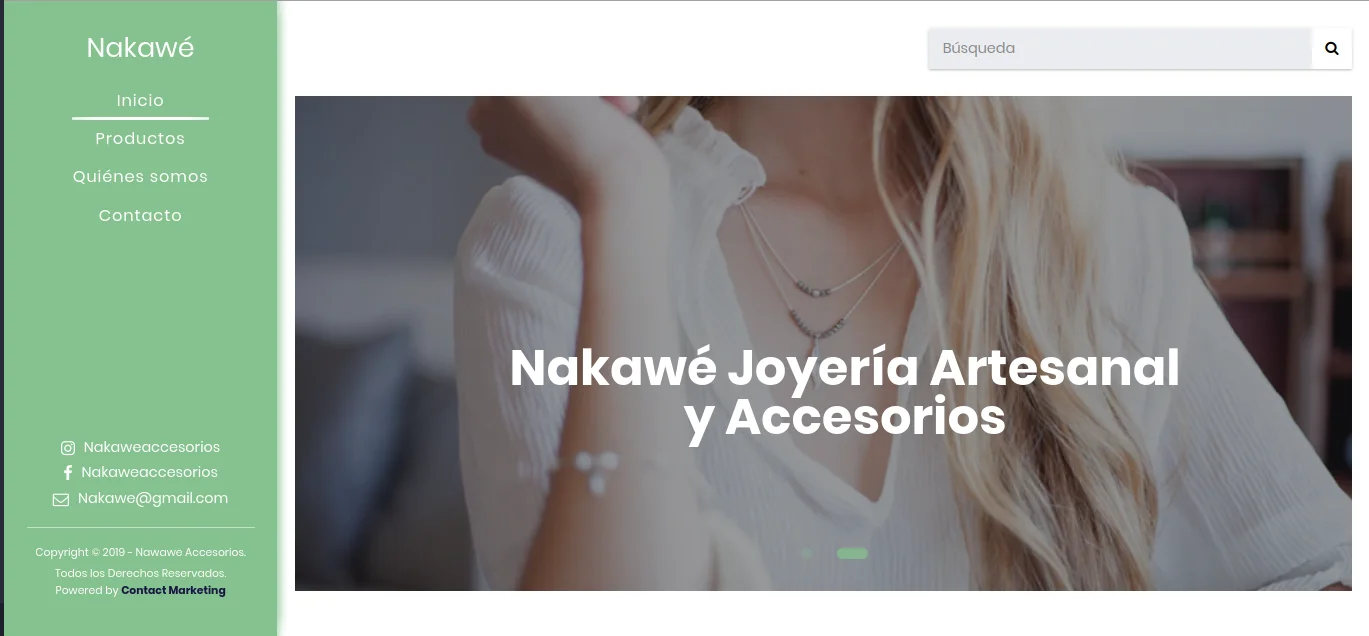 Nakawé
Inicio
Productos
Quiénes somos
Contacto
Nakaweaccesorios
Nakaweaccesorios
Nakawe@gmail.com
Copyright © 2019 - Nawawe Accesorios.
Todos los Derechos Reservados.
Powered by Contact Marketing
Búsqueda
Nakawé Joyería Artesanal
y Accesorios